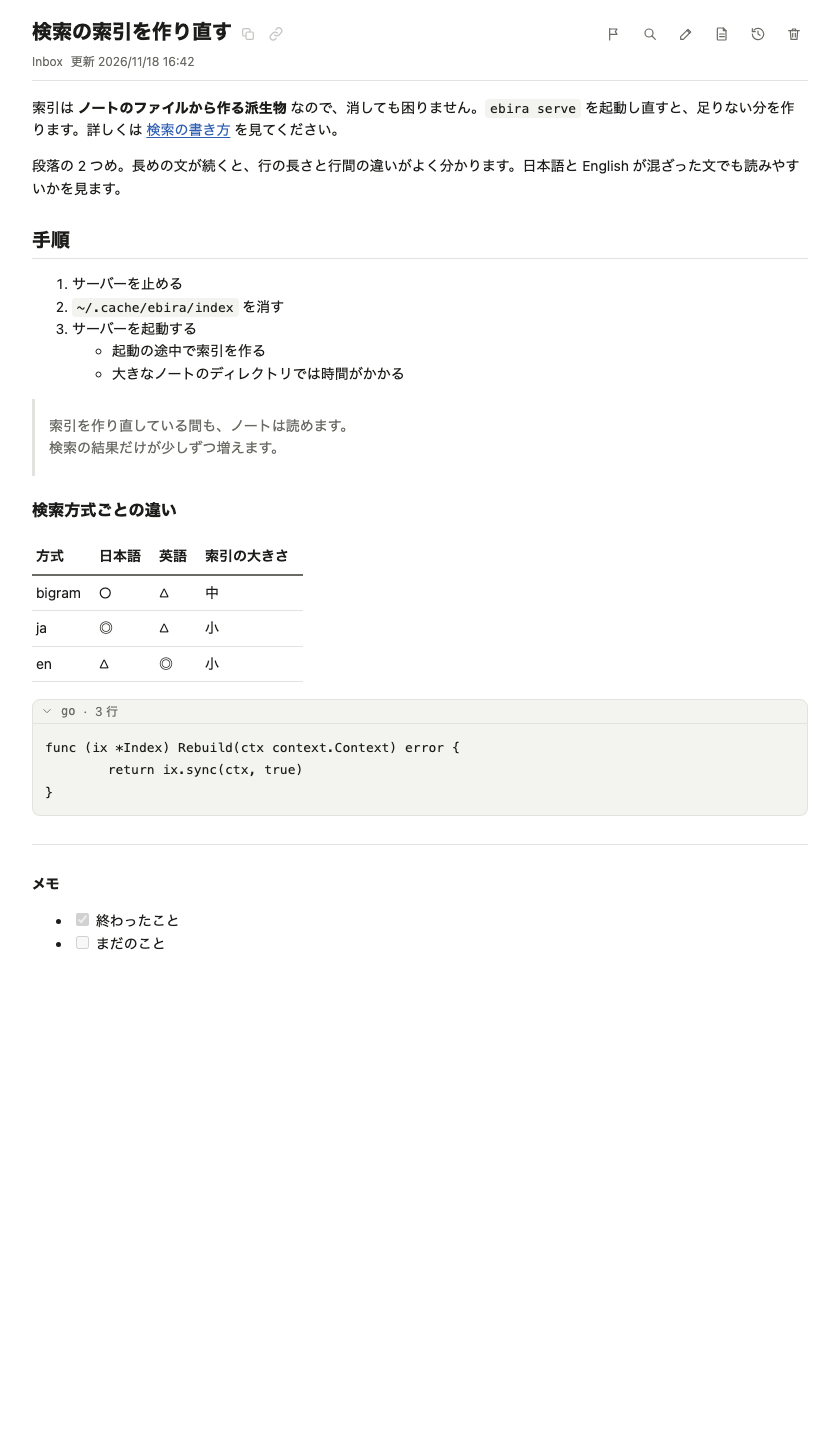 検索の索引を作り直す
Inbox 更新 2026/11/18 16:42
索引は ノートのファイルから作る派生物 なので、消しても困りません。 ebira serve を起動し直すと、足りない分を作
ります。詳しくは 検索の書き方 を見てください。
段落の 2 つめ。長めの文が続くと、行の長さと行間の違いがよく分かります。日本語と English が混ざった文でも読みやす
いかを見ます。
手順
1. サーバーを止める
2. ~/.cache/ebira/index を消す
3. サーバーを起動する
起動の途中で索引を作る
大きなノートのディレクトリでは時間がかかる
索引を作り直している間も、ノートは読めます。
検索の結果だけが少しずつ増えます。
検索方式ごとの違い
方式 日本語 英語 索引の大きさ
bigram ○ △ 中
ja ◎ △ 小
en △ ◎ 小
go · 3 行
func (ix *Index) Rebuild(ctx context.Context) error {
return ix.sync(ctx, true)
}
メモ
終わったこと
まだのこと